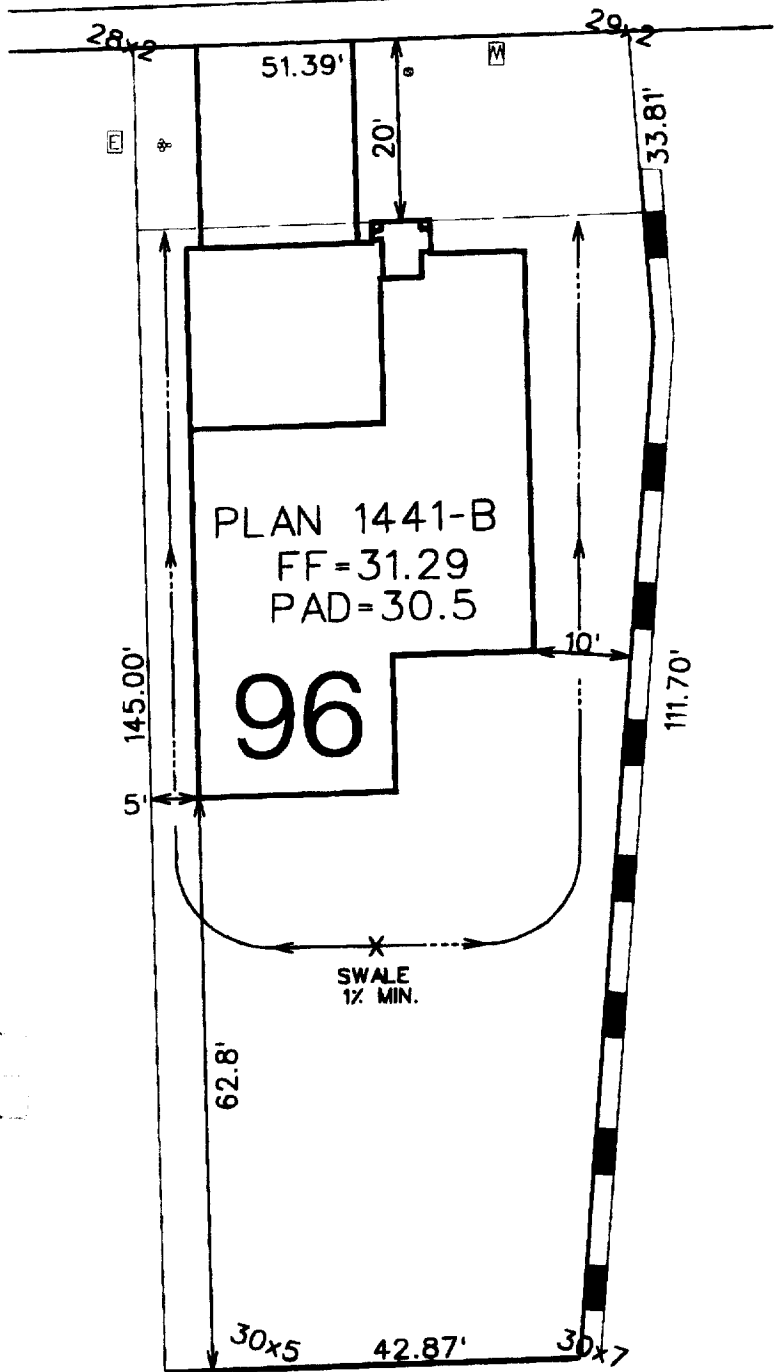 28x2
29x2
51.39'
M
E
20'
33.81'
PLAN 1441-B
FF=31.29
PAD=30.5
96
145.00'
10'
111.70'
5'
SWALE
1% MIN.
62.8'
30x5
42.87'
30x7